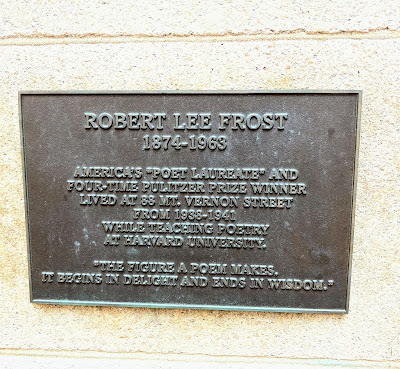 ROBERT LEE FROST
1874-1963
AMERICA'S "POET LAUREATE" AND
FOUR-TIME PULITZER PRIZE WINNER
LIVED AT 88 MT. VERNON STREET
FROM 1938-1941
WHILE TEACHING POETRY
AT HARVARD UNIVERSITY.
"THE FIGURE A POEM MAKES.
IT BEGINS IN DELIGHT AND ENDS IN WISDOM."